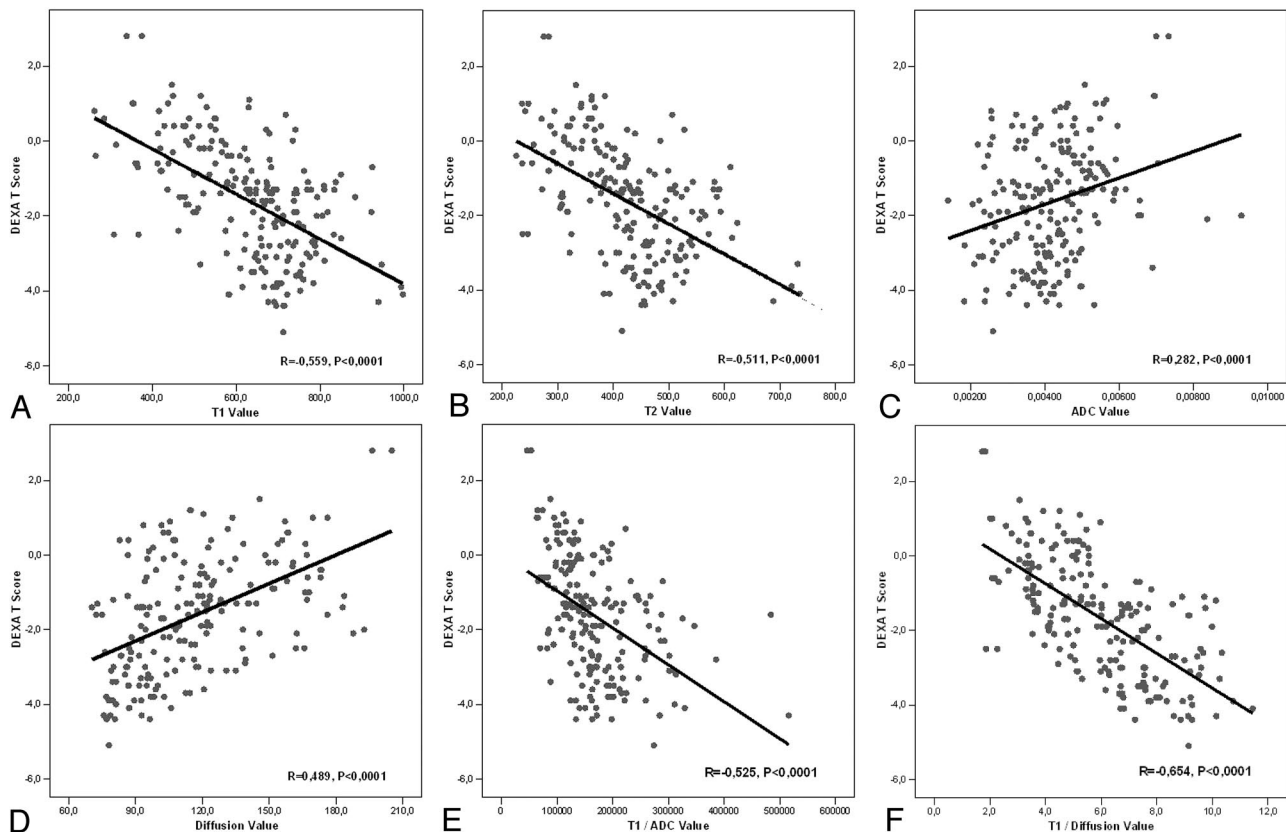 2,0
0,0
-2,0
-4,0
-6,0
DEXA T Score
R=-0,559, P<0,0001
200,0 400,0 600,0 800,0 1000,0
T1 Value
A
2,0
0,0
-2,0
-4,0
-6,0
DEXA T Score
R=-0,511, P<0,0001
200,0 300,0 400,0 500,0 600,0 700,0 800,0
T2 Value
B
2,0
0,0
-2,0
-4,0
-6,0
DEXA T Score
R=0,282, P<0,0001
0,00200 0,00400 0,00600 0,00800 0,01000
ADC Value
C
2,0
0,0
-2,0
-4,0
-6,0
DEXA T Score
R=0,489, P<0,0001
60,0 90,0 120,0 150,0 180,0 210,0
Diffusion Value
D
2,0
0,0
-2,0
-4,0
-6,0
DEXA T Score
R=-0,525, P<0,0001
0 100000 200000 300000 400000 500000 600000
T1 / ADC Value
E
2,0
0,0
-2,0
-4,0
-6,0
DEXA T Score
R=-0,654, P<0,0001
0,0 2,0 4,0 6,0 8,0 10,0 12,0
T1 / Diffusion Value
F